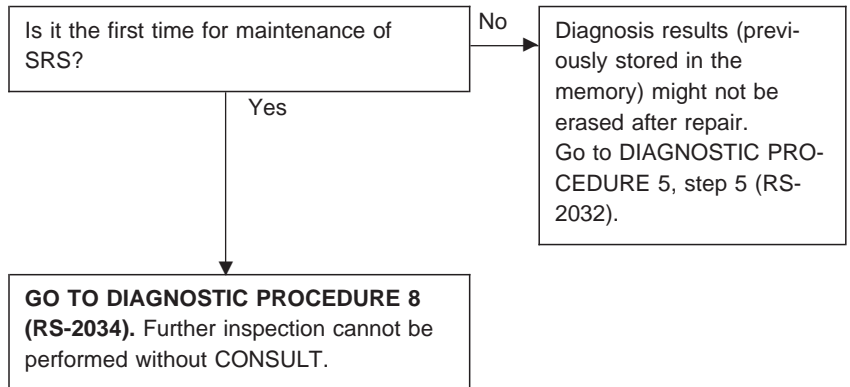 Is it the first time for maintenance of
SRS?
No
Diagnosis results (previ-
ously stored in the
memory) might not be
erased after repair.
Go to DIAGNOSTIC PRO-
CEDURE 5, step 5 (RS-
2032).
Yes
GO TO DIAGNOSTIC PROCEDURE 8
(RS-2034). Further inspection cannot be
performed without CONSULT.